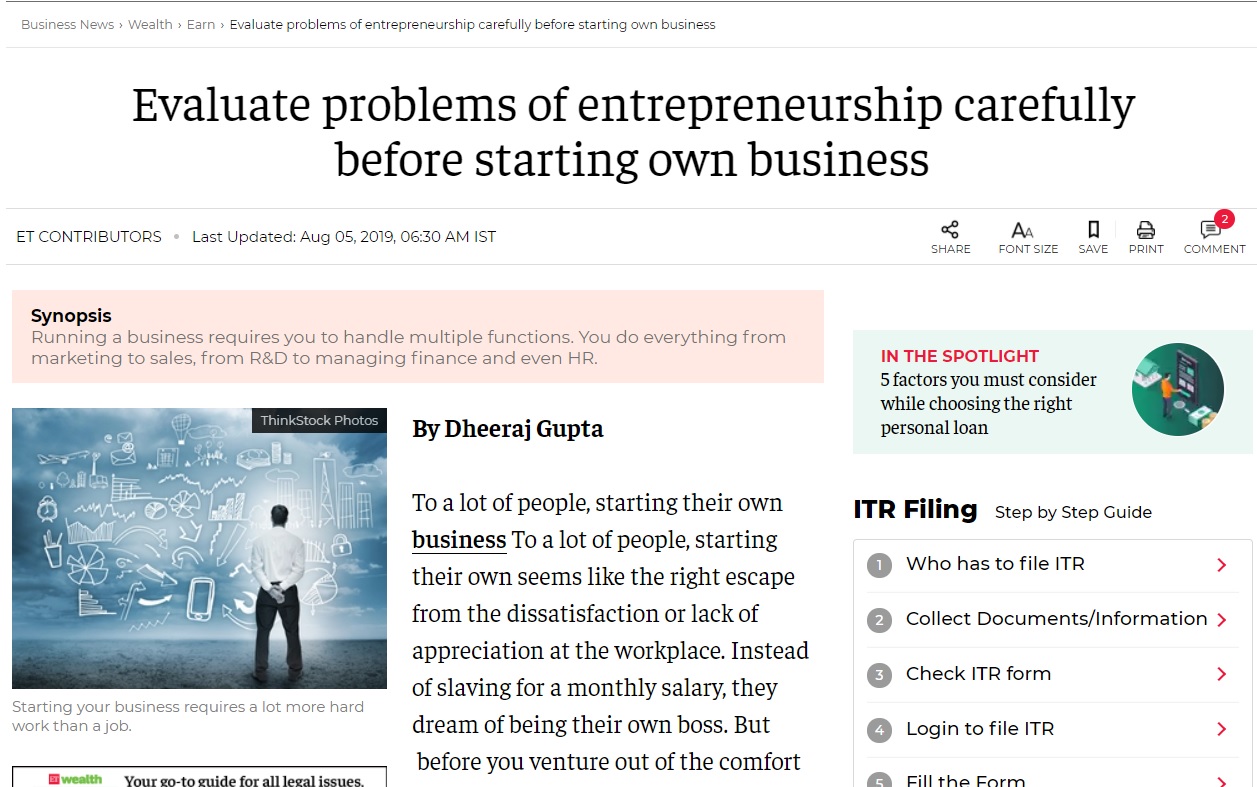 Business News › Wealth › Earn › Evaluate problems of entrepreneurship carefully before starting own business
Evaluate problems of entrepreneurship carefully
before starting own business
ET CONTRIBUTORS • Last Updated: Aug 05, 2019, 06:30 AM IST
SHARE
FONT SIZE
SAVE
PRINT
2
COMMENT
Synopsis
Running a business requires you to handle multiple functions. You do everything from
marketing to sales, from R&D to managing finance and even HR.
ThinkStock Photos
Starting your business requires a lot more hard
work than a job.
ET wealth Your go-to guide for all legal issues.
By Dheeraj Gupta
To a lot of people, starting their own
business To a lot of people, starting
their own seems like the right escape
from the dissatisfaction or lack of
appreciation at the workplace. Instead
of slaving for a monthly salary, they
dream of being their own boss. But
before you venture out of the comfort
IN THE SPOTLIGHT
5 factors you must consider
while choosing the right
personal loan
ITR Filing Step by Step Guide
1 Who has to file ITR
2 Collect Documents/Information
3 Check ITR form
4 Login to file ITR
5 Fill the Form